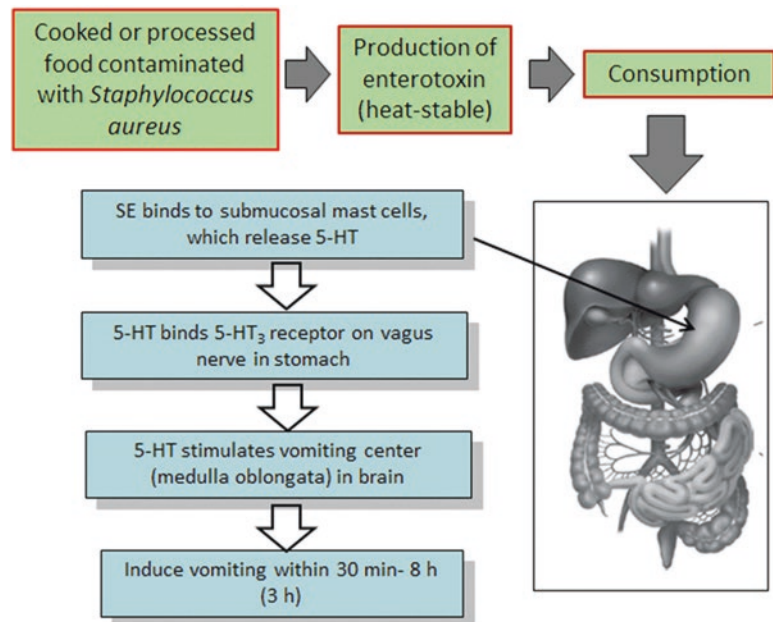 Cooked or processed
food contaminated
with Staphylococcus
aureus
Production of
enterotoxin
(heat-stable)
Consumption
SE binds to submucosal mast cells,
which release 5-HT
5-HT binds 5-HT₃ receptor on vagus
nerve in stomach
5-HT stimulates vomiting center
(medulla oblongata) in brain
Induce vomiting within 30 min- 8 h
(3 h)